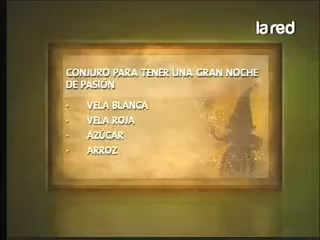 la red
CONJURO PARA TENER UNA GRAN NOCHE
DE PASIÓN
- VELA BLANCA
- VELA ROJA
- AZÚCAR
- ARROZ